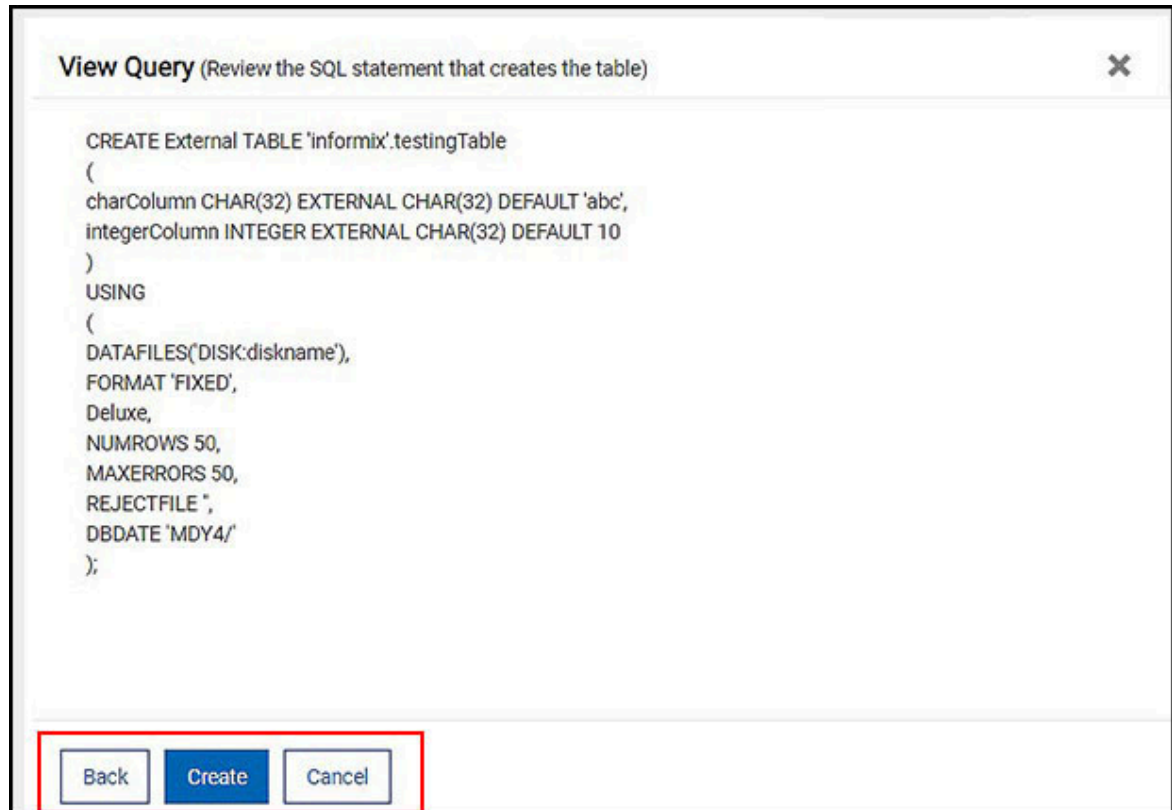 View Query (Review the SQL statement that creates the table)
CREATE External TABLE 'informix'.testingTable
(
charColumn CHAR(32) EXTERNAL CHAR(32) DEFAULT 'abc',
integerColumn INTEGER EXTERNAL CHAR(32) DEFAULT 10
)
USING
(
DATAFILES('DISK:diskname'),
FORMAT 'FIXED',
Deluxe,
NUMROWS 50,
MAXERRORS 50,
REJECTFILE '',
DBDATE 'MDY4/'
);
Back Create Cancel